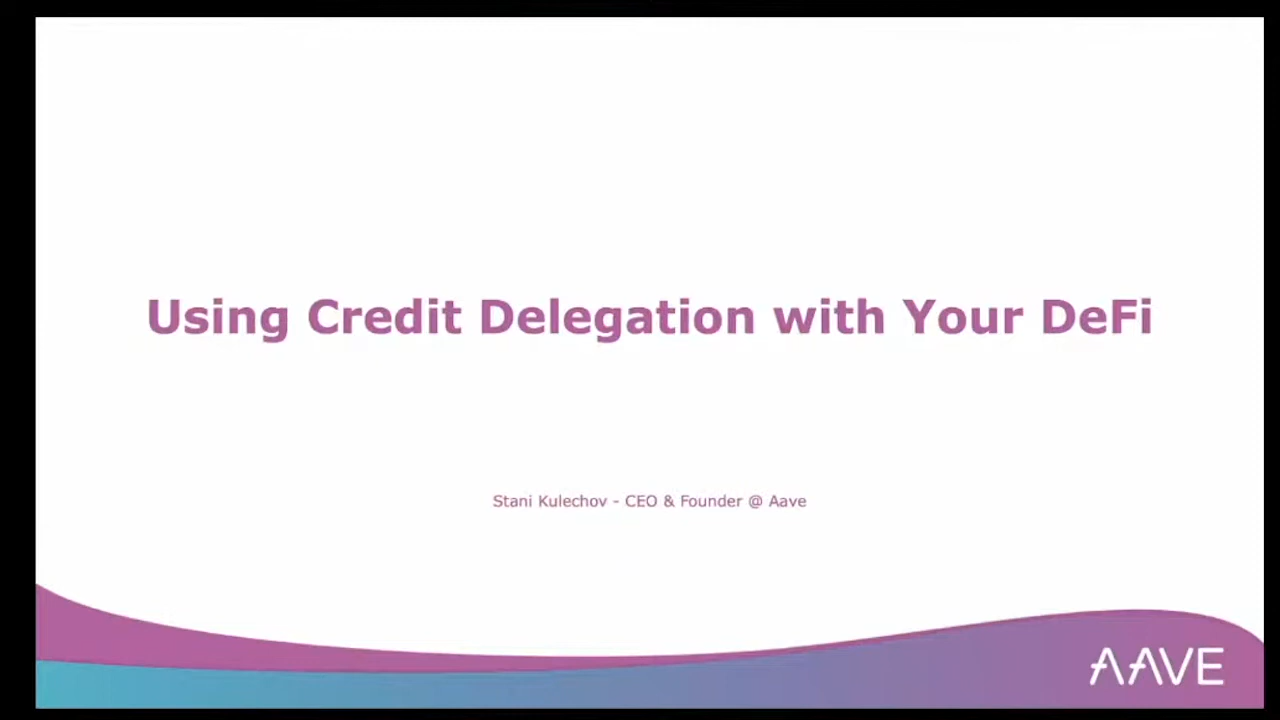 Using Credit Delegation with Your DeFi
Stani Kulechov - CEO & Founder @ Aave
AAVE